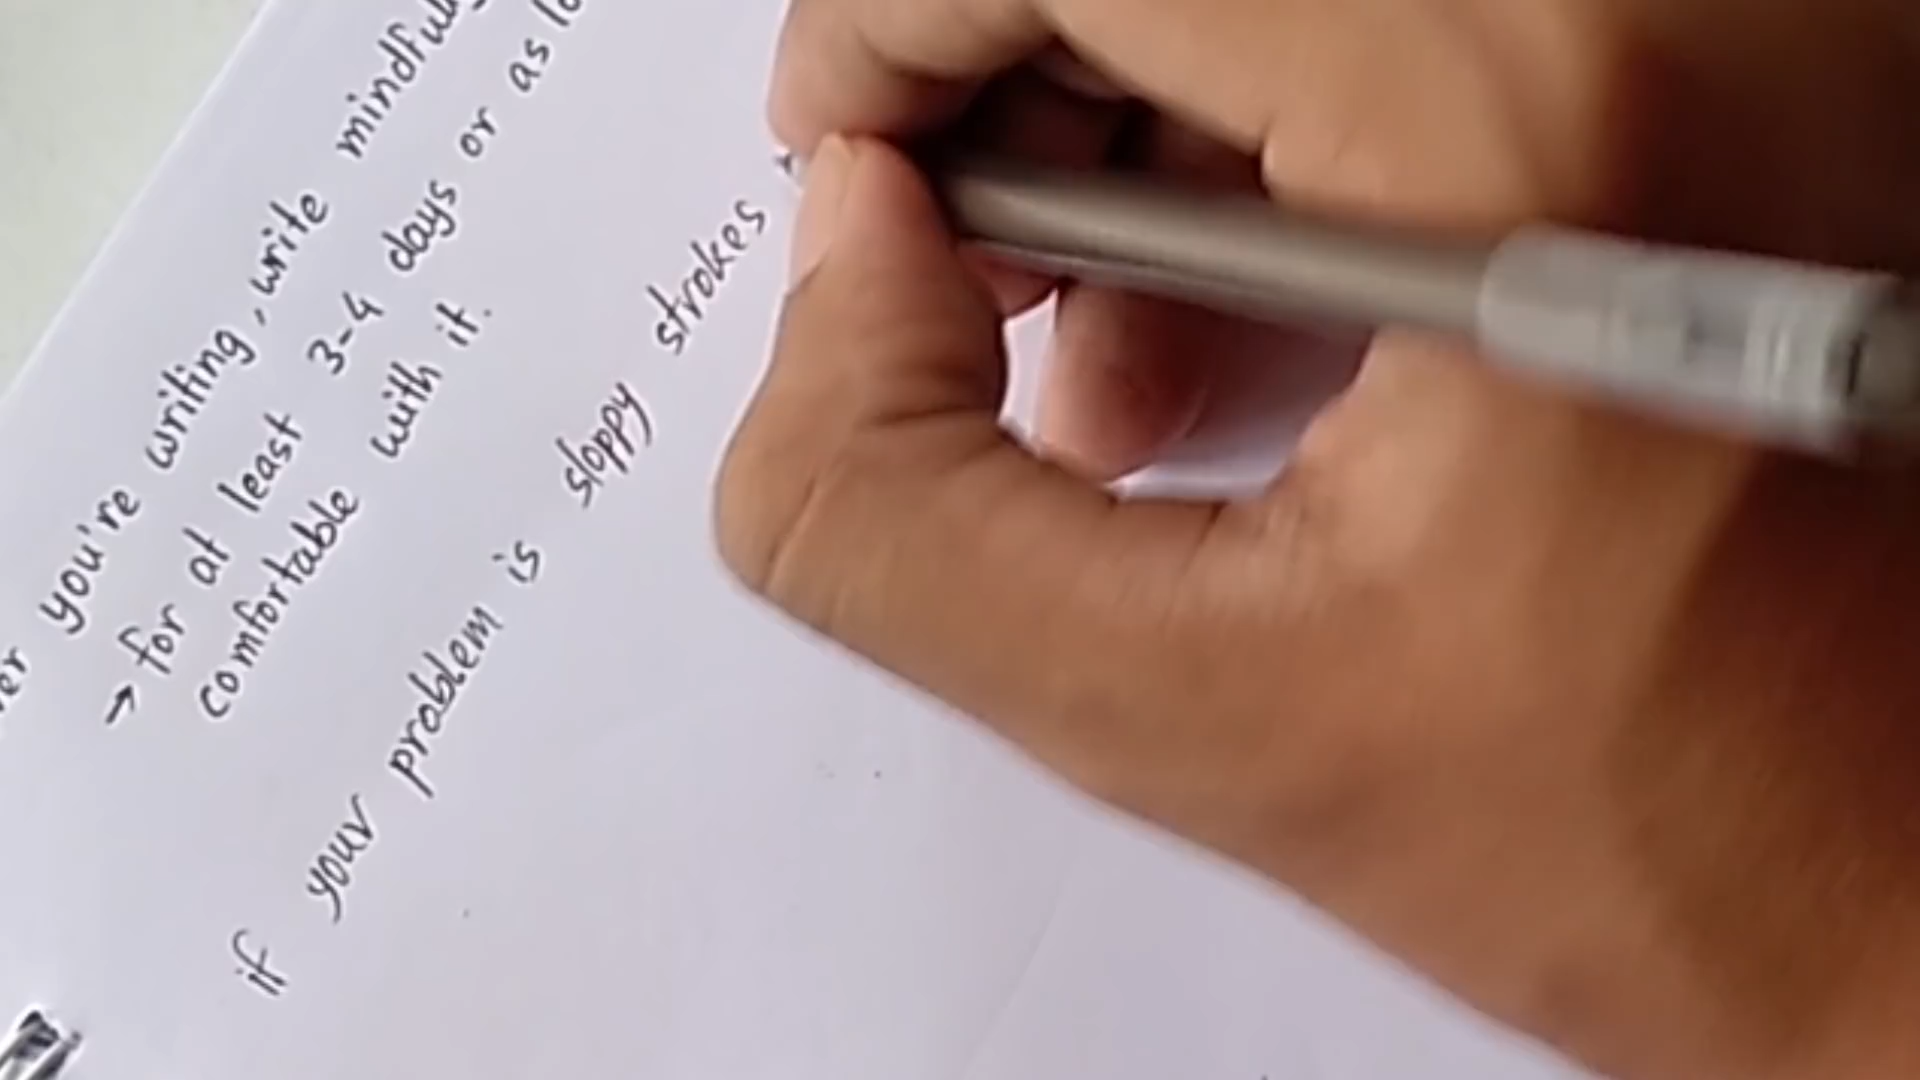 you're writing, write
→ for at least 3-4 days or as
comfortable with it.
if your problem is sloppy strokes